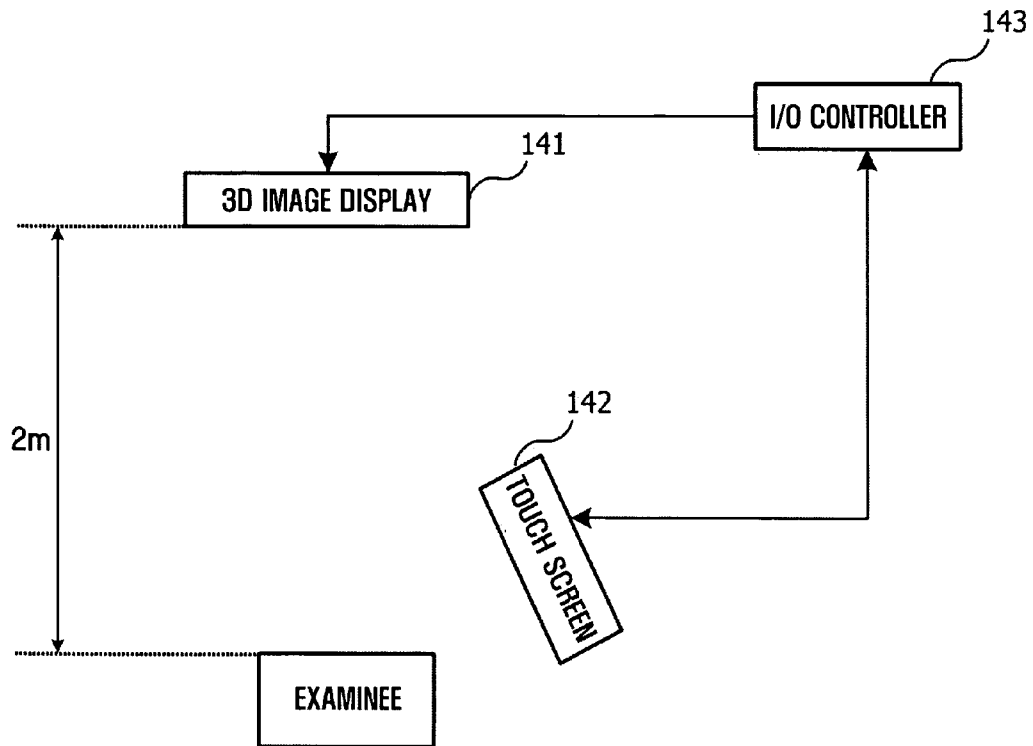 143
I/O CONTROLLER
141
3D IMAGE DISPLAY
2m
142
TOUCH SCREEN
EXAMINEE